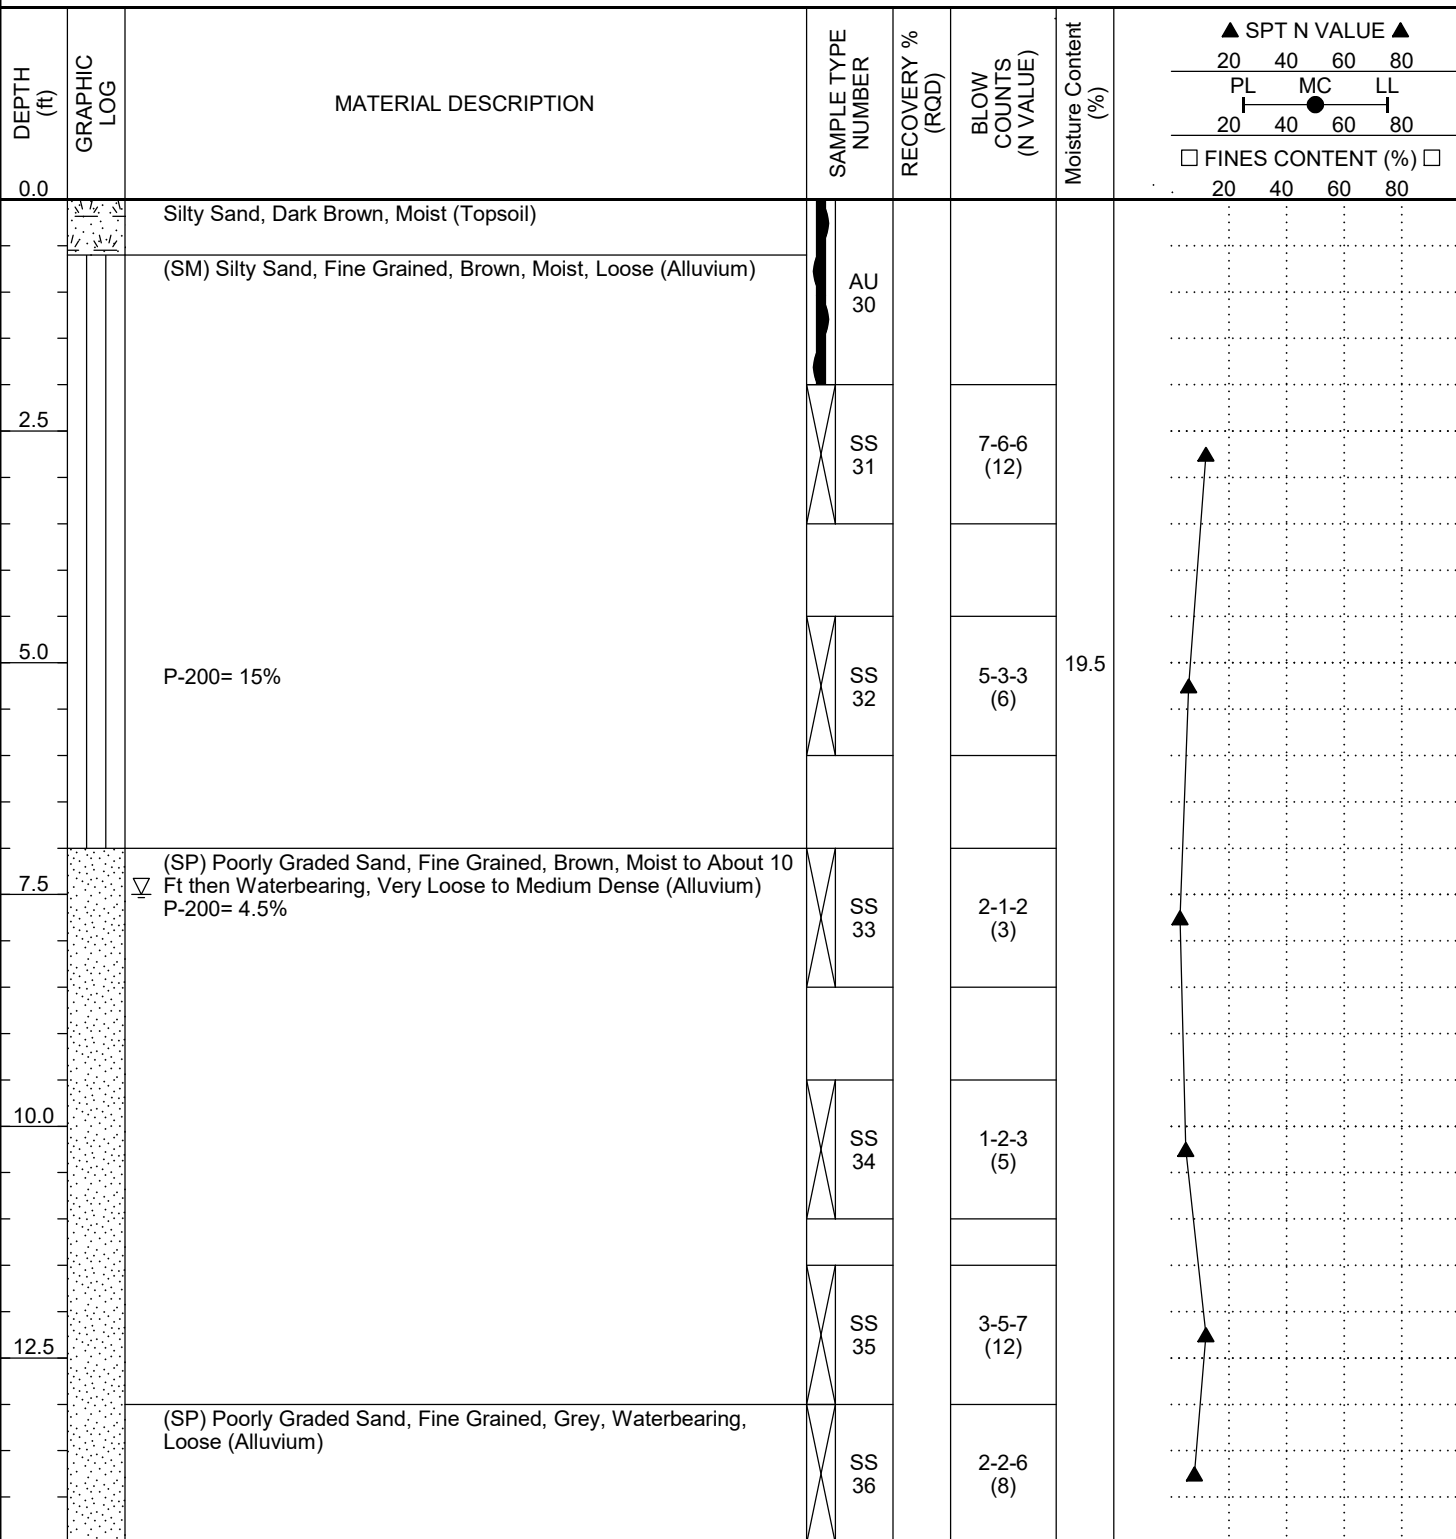 DEPTH
(ft)
GRAPHIC
LOG
MATERIAL DESCRIPTION
SAMPLE TYPE
NUMBER
RECOVERY %
(RQD)
BLOW
COUNTS
(N VALUE)
Moisture Content
(%)
▲ SPT N VALUE ▲
20 40 60 80
PL MC LL
20 40 60 80
□ FINES CONTENT (%) □
20 40 60 80
0.0
Silty Sand, Dark Brown, Moist (Topsoil)
(SM) Silty Sand, Fine Grained, Brown, Moist, Loose (Alluvium)
AU
30
2.5
SS
31
7-6-6
(12)
5.0
P-200= 15%
SS
32
5-3-3
(6)
19.5
(SP) Poorly Graded Sand, Fine Grained, Brown, Moist to About 10
Ft then Waterbearing, Very Loose to Medium Dense (Alluvium)
P-200= 4.5%
7.5
SS
33
2-1-2
(3)
10.0
SS
34
1-2-3
(5)
12.5
SS
35
3-5-7
(12)
(SP) Poorly Graded Sand, Fine Grained, Grey, Waterbearing,
Loose (Alluvium)
SS
36
2-2-6
(8)